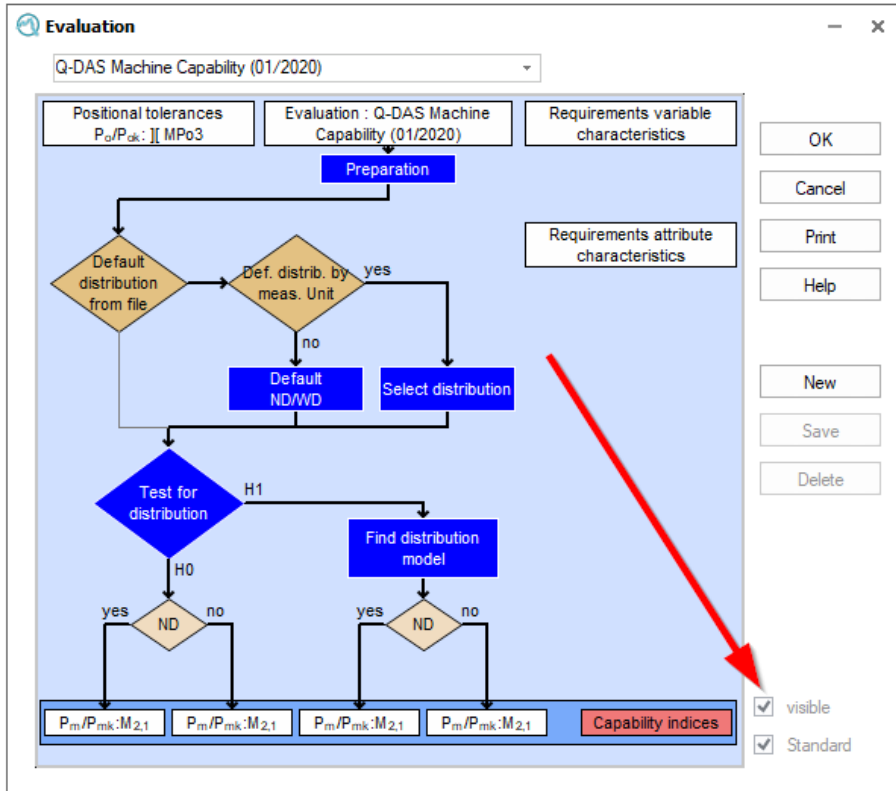 Evaluation
Q-DAS Machine Capability (01/2020)
Positional tolerances
Po/Pok: ][ MPo3
Evaluation : Q-DAS Machine
Capability (01/2020)
Requirements variable
characteristics
Preparation
Requirements attribute
characteristics
Default
distribution
from file
Def. distrib. by
meas. Unit
yes
no
Default
ND/WD
Select distribution
Test for
distribution
H1
Find distribution
model
H0
yes
ND
no
yes
ND
no
Pm/Pmk:M2,1
Pm/Pmk:M2,1
Pm/Pmk:M2,1
Pm/Pmk:M2,1
Capability indices
OK
Cancel
Print
Help
New
Save
Delete
visible
Standard